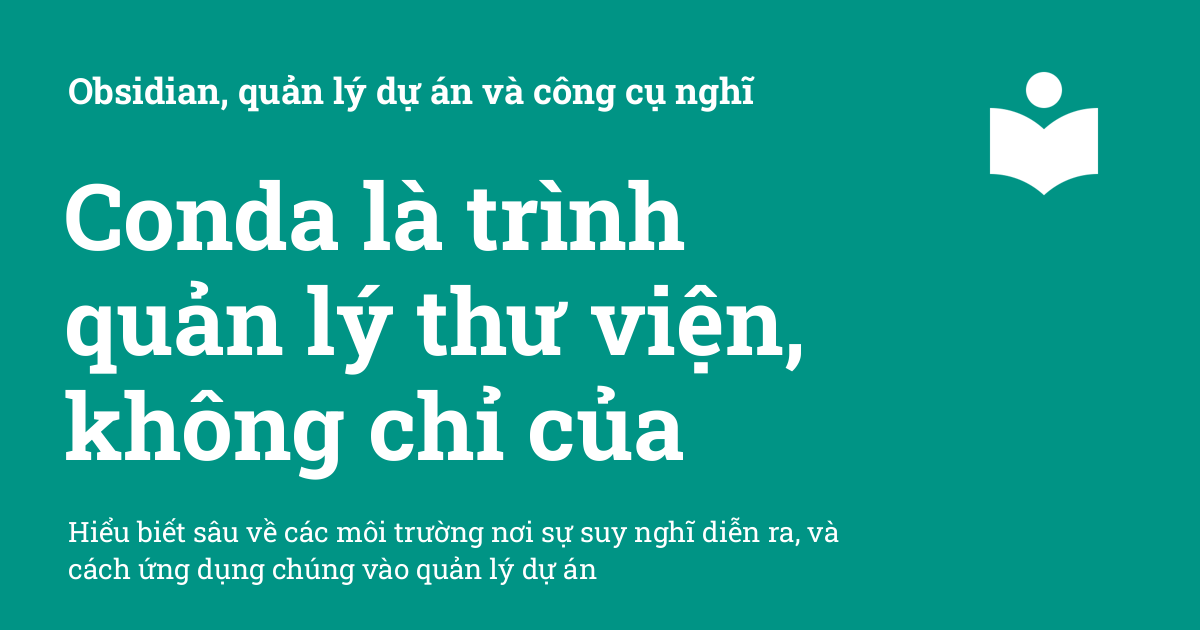 Obsidian, quản lý dự án và công cụ nghĩ
Conda là trình
quản lý thư viện,
không chỉ của
Hiểu biết sâu về các môi trường nơi sự suy nghĩ diễn ra, và
cách ứng dụng chúng vào quản lý dự án